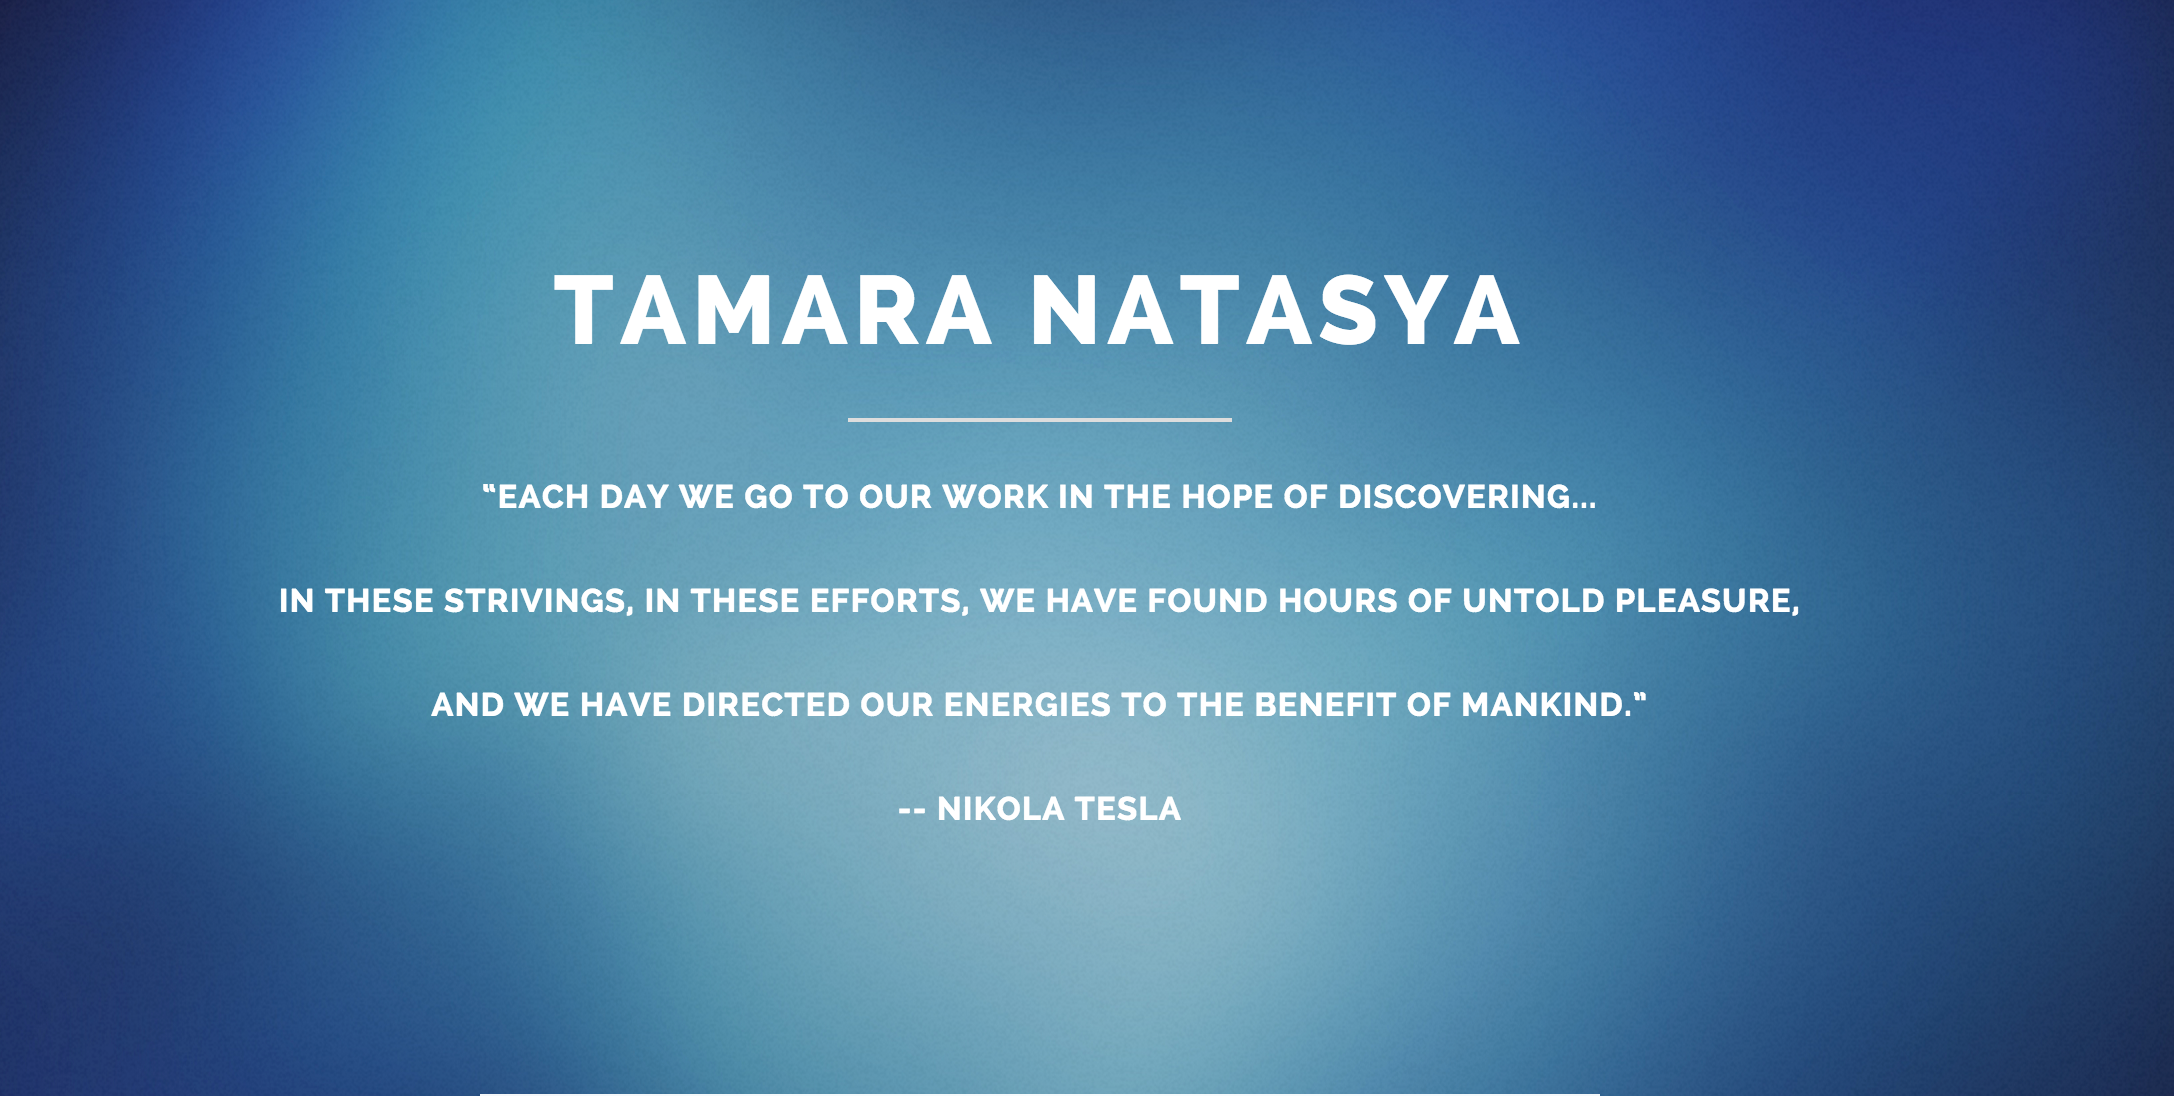 TAMARA NATASYA
“EACH DAY WE GO TO OUR WORK IN THE HOPE OF DISCOVERING...
IN THESE STRIVINGS, IN THESE EFFORTS, WE HAVE FOUND HOURS OF UNTOLD PLEASURE,
AND WE HAVE DIRECTED OUR ENERGIES TO THE BENEFIT OF MANKIND.”
-- NIKOLA TESLA